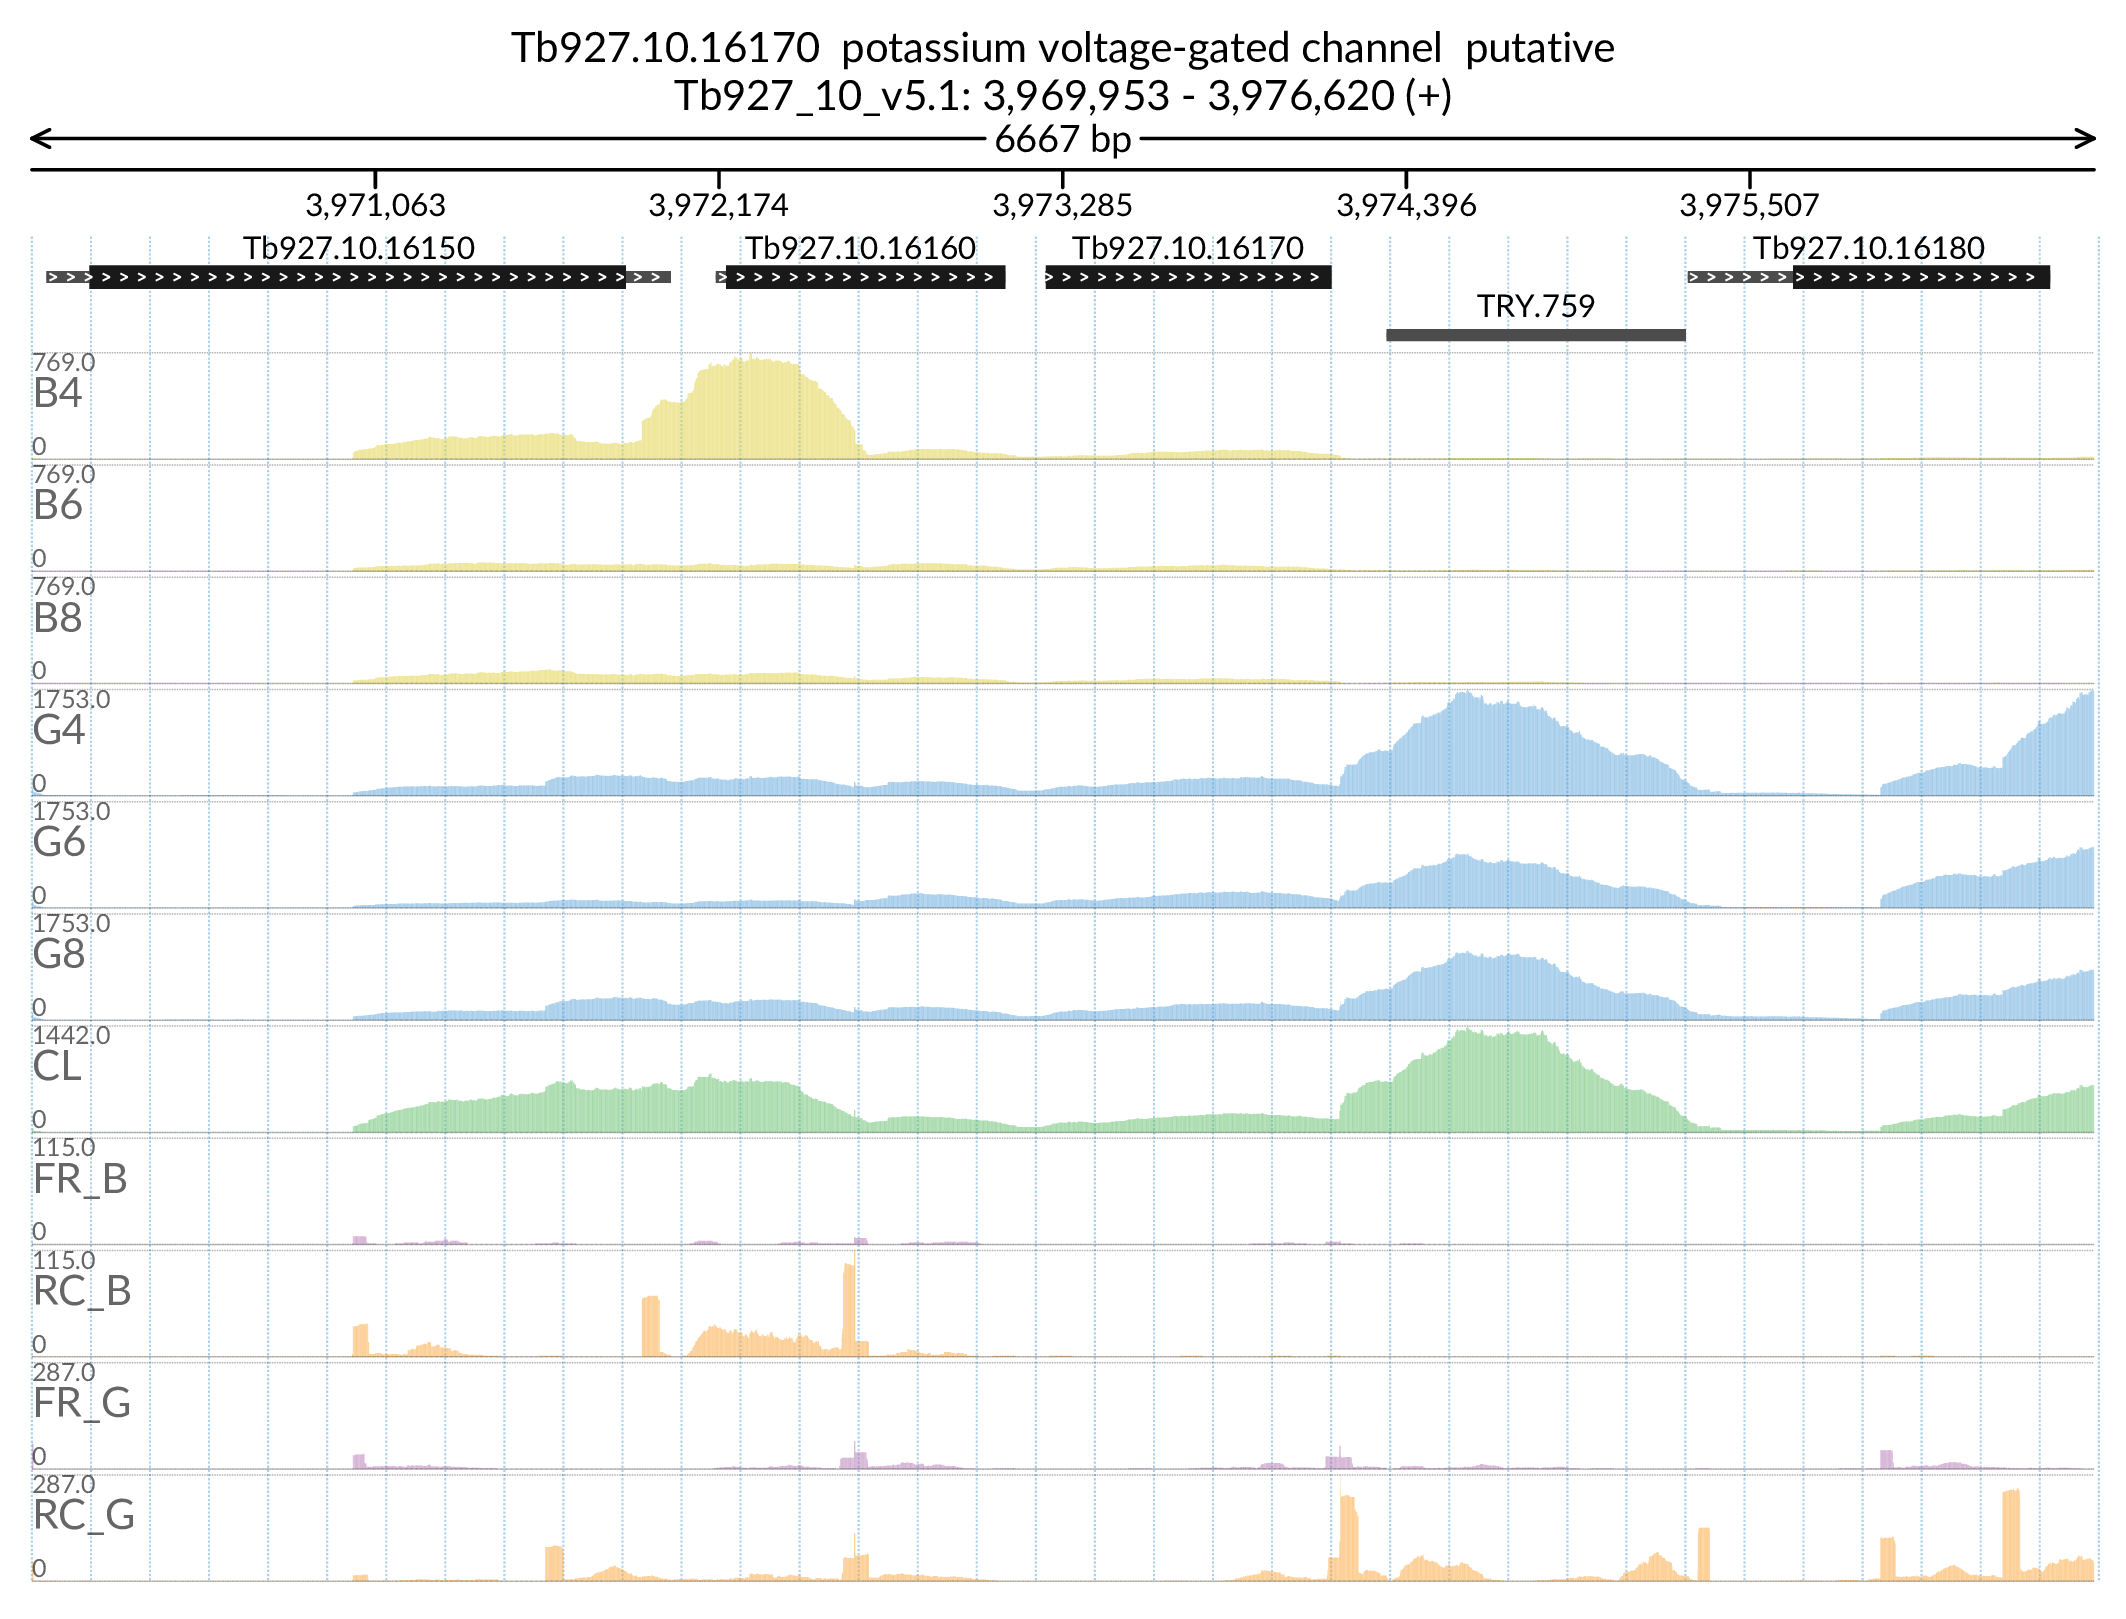 Tb927.10.16170  potassium voltage-gated channel  putative
Tb927_10_v5.1: 3,969,953 - 3,976,620 (+)
6667 bp
3,971,063 3,972,174 3,973,285 3,974,396 3,975,507
Tb927.10.16150 Tb927.10.16160 Tb927.10.16170 Tb927.10.16180
TRY.759
769.0
B4
0
769.0
B6
0
769.0
B8
0
1753.0
G4
0
1753.0
G6
0
1753.0
G8
0
1442.0
CL
0
115.0
FR_B
0
115.0
RC_B
0
287.0
FR_G
0
287.0
RC_G
0